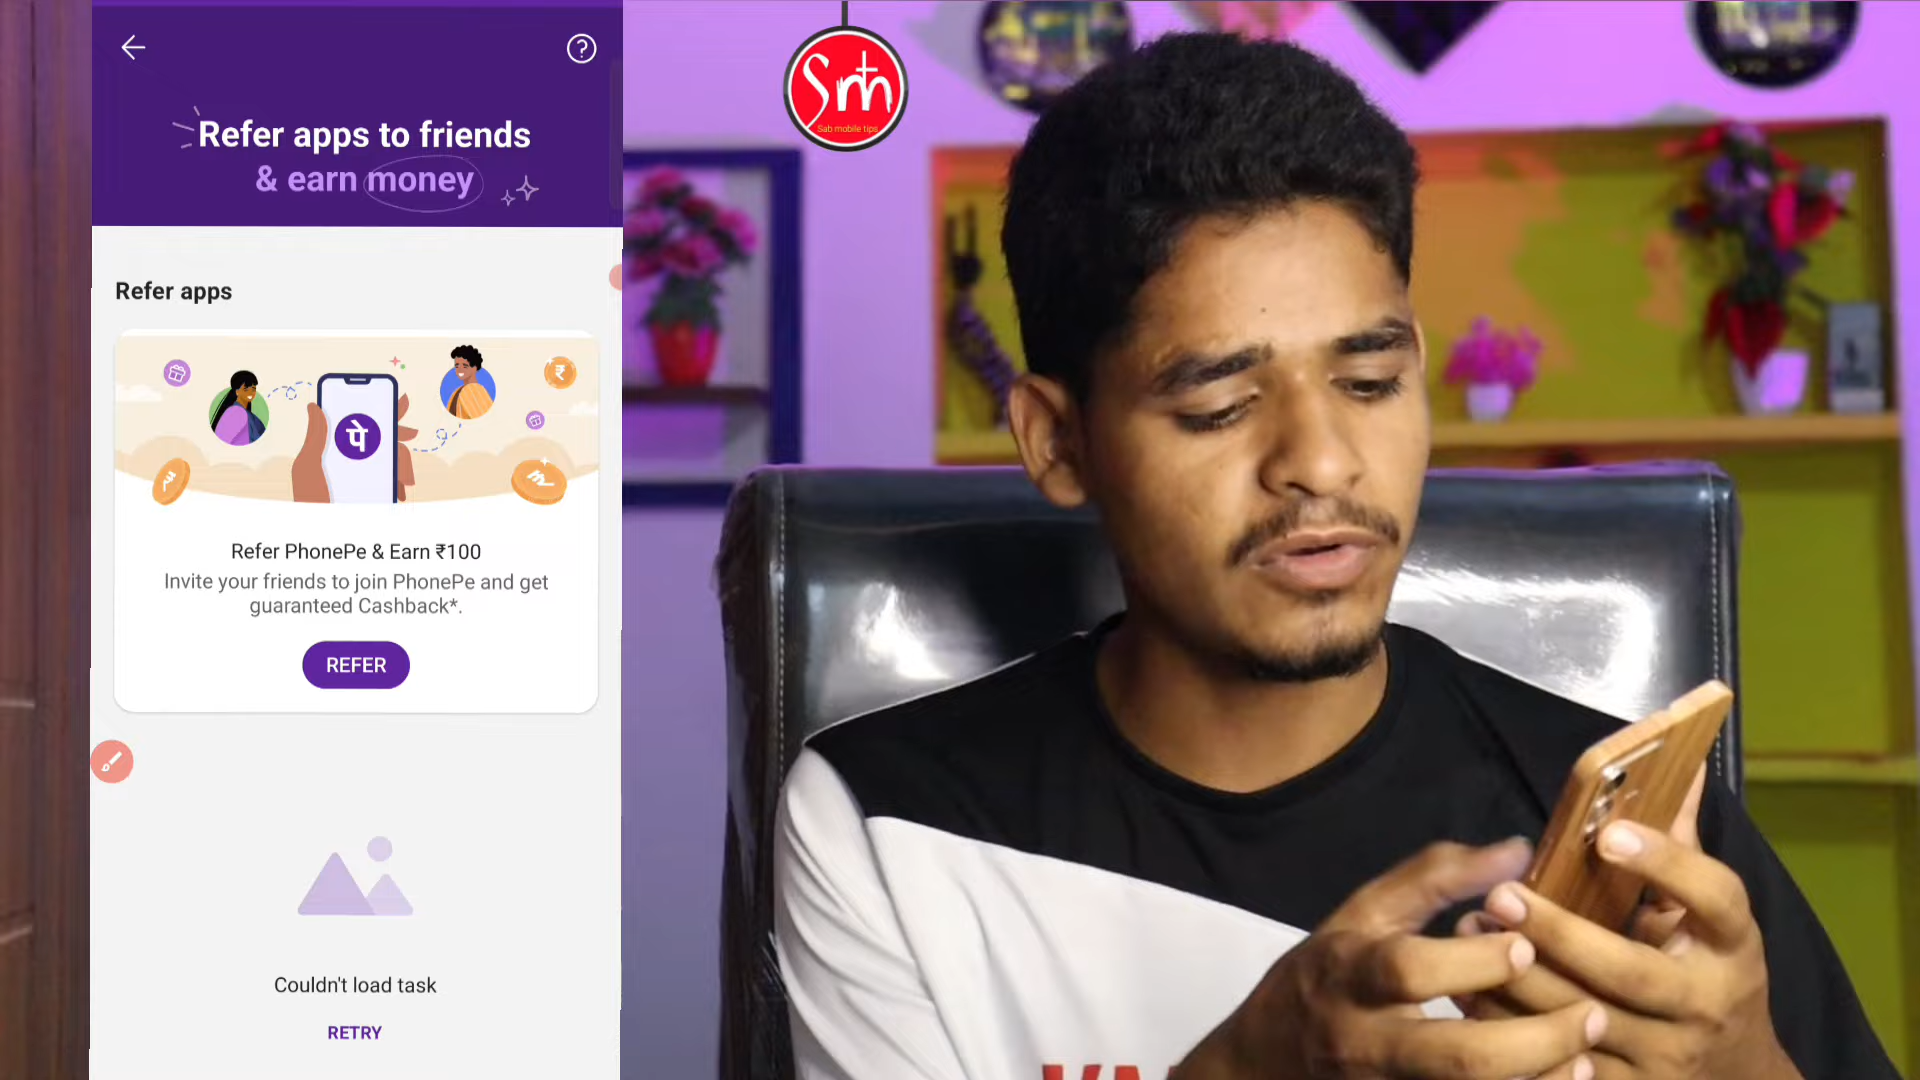 Refer apps to friends
& earn money
Refer apps
पे
Refer PhonePe & Earn ₹100
Invite your friends to join PhonePe and get
guaranteed Cashback*.
REFER
Couldn't load task
RETRY
Smt
Sab mobile tips